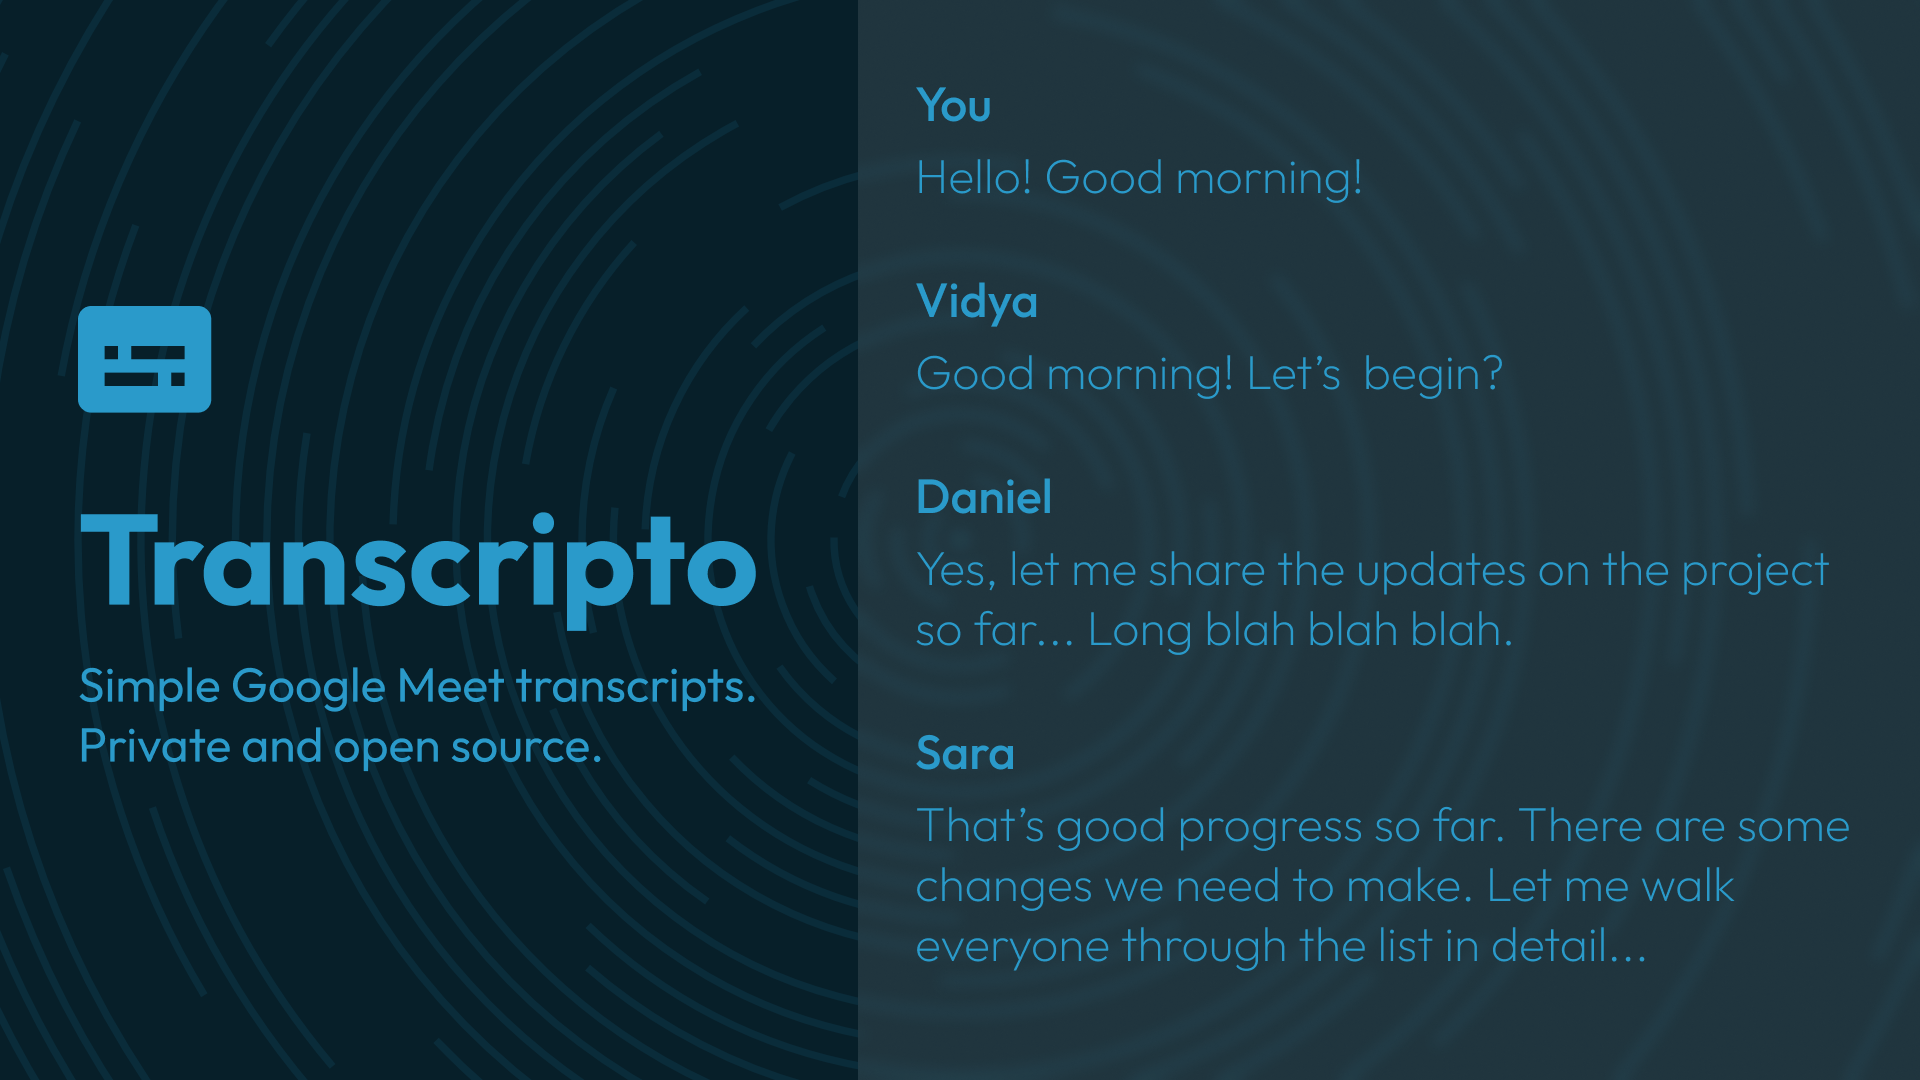 Transcripto
Simple Google Meet transcripts.
Private and open source.
You
Hello! Good morning!
Vidya
Good morning! Let’s  begin?
Daniel
Yes, let me share the updates on the project
so far... Long blah blah blah.
Sara
That’s good progress so far. There are some
changes we need to make. Let me walk
everyone through the list in detail...